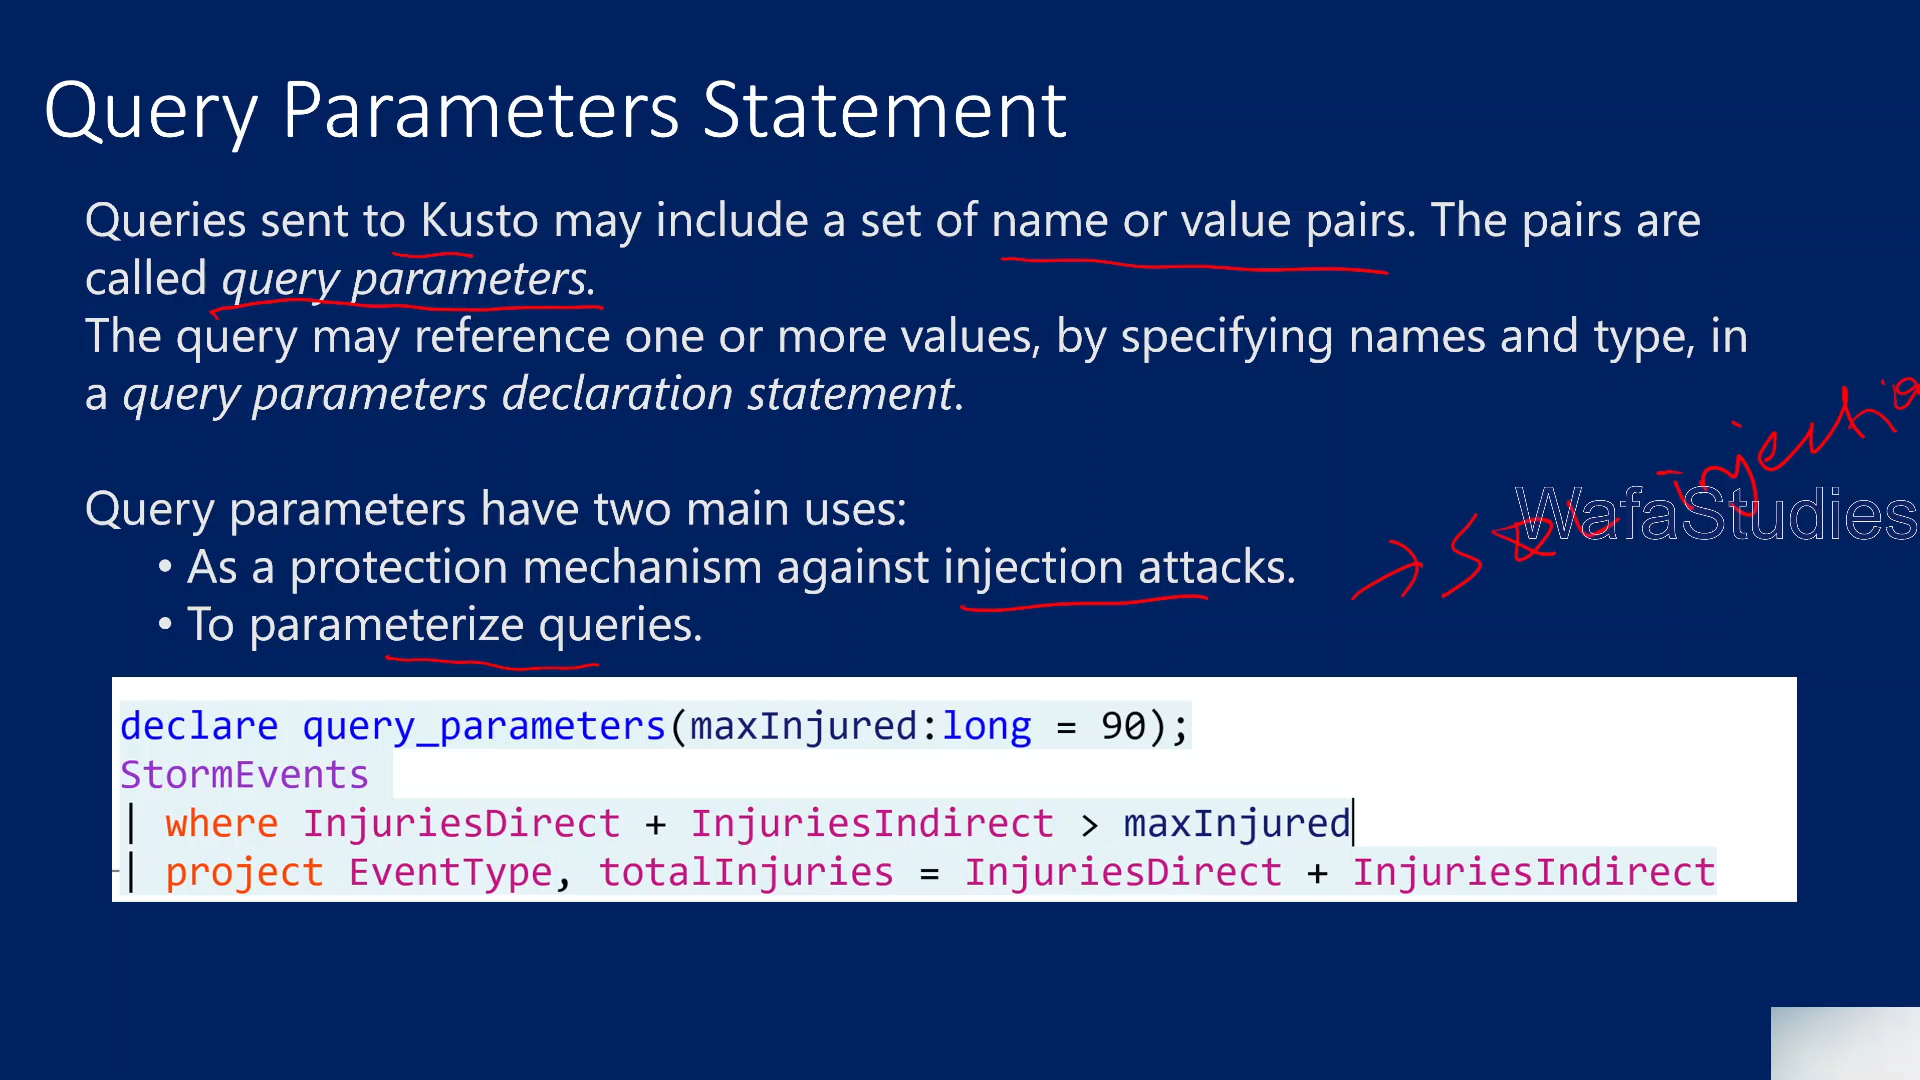 Query Parameters Statement
Queries sent to Kusto may include a set of name or value pairs. The pairs are
called query parameters.
The query may reference one or more values, by specifying names and type, in
a query parameters declaration statement.
Query parameters have two main uses:
• As a protection mechanism against injection attacks.
→ SQL Injectio
WafaStudies
• To parameterize queries.
declare query_parameters(maxInjured:long = 90);
StormEvents
| where InjuriesDirect + InjuriesIndirect > maxInjured
| project EventType, totalInjuries = InjuriesDirect + InjuriesIndirect